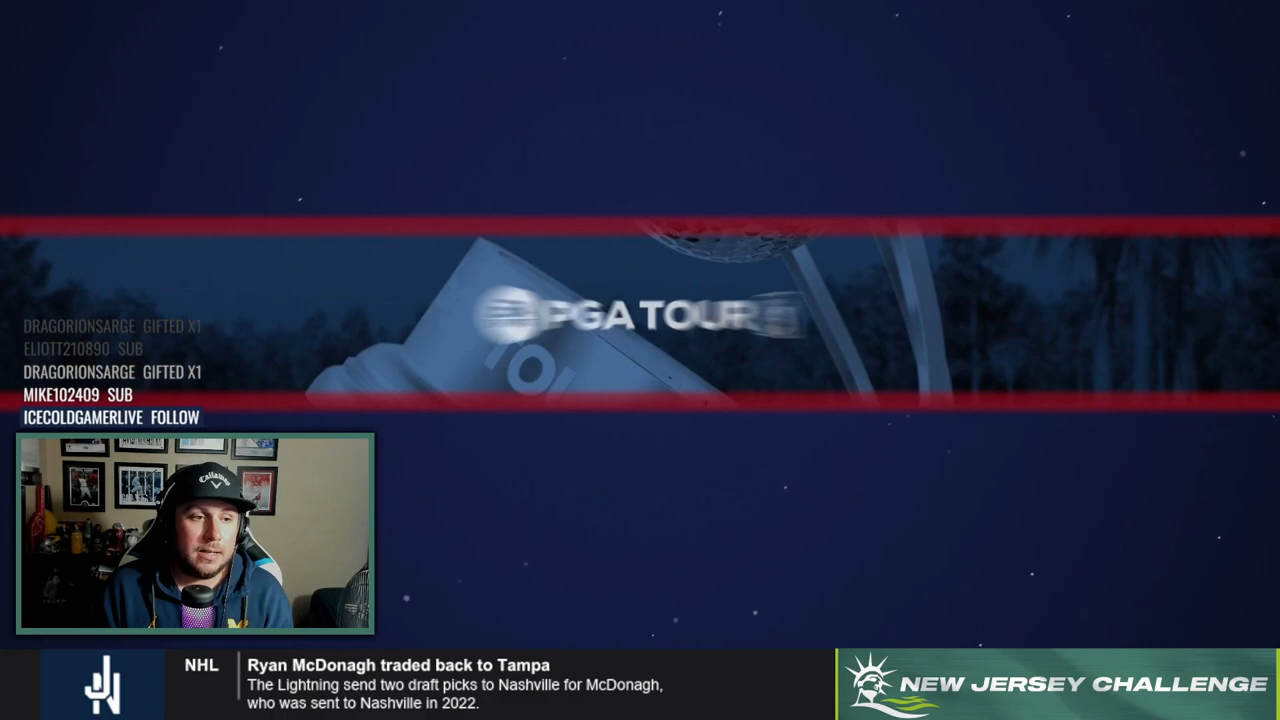 PGA TOUR
DRAGORIONSARGE GIFTED X1
ELIOTT210890 SUB
DRAGORIONSARGE GIFTED X1
MIKE102409 SUB
ICECOLDGAMERLIVE FOLLOW
Callaway
NHL
Ryan McDonagh traded back to Tampa
The Lightning send two draft picks to Nashville for McDonagh,
who was sent to Nashville in 2022.
NEW JERSEY CHALLENGE